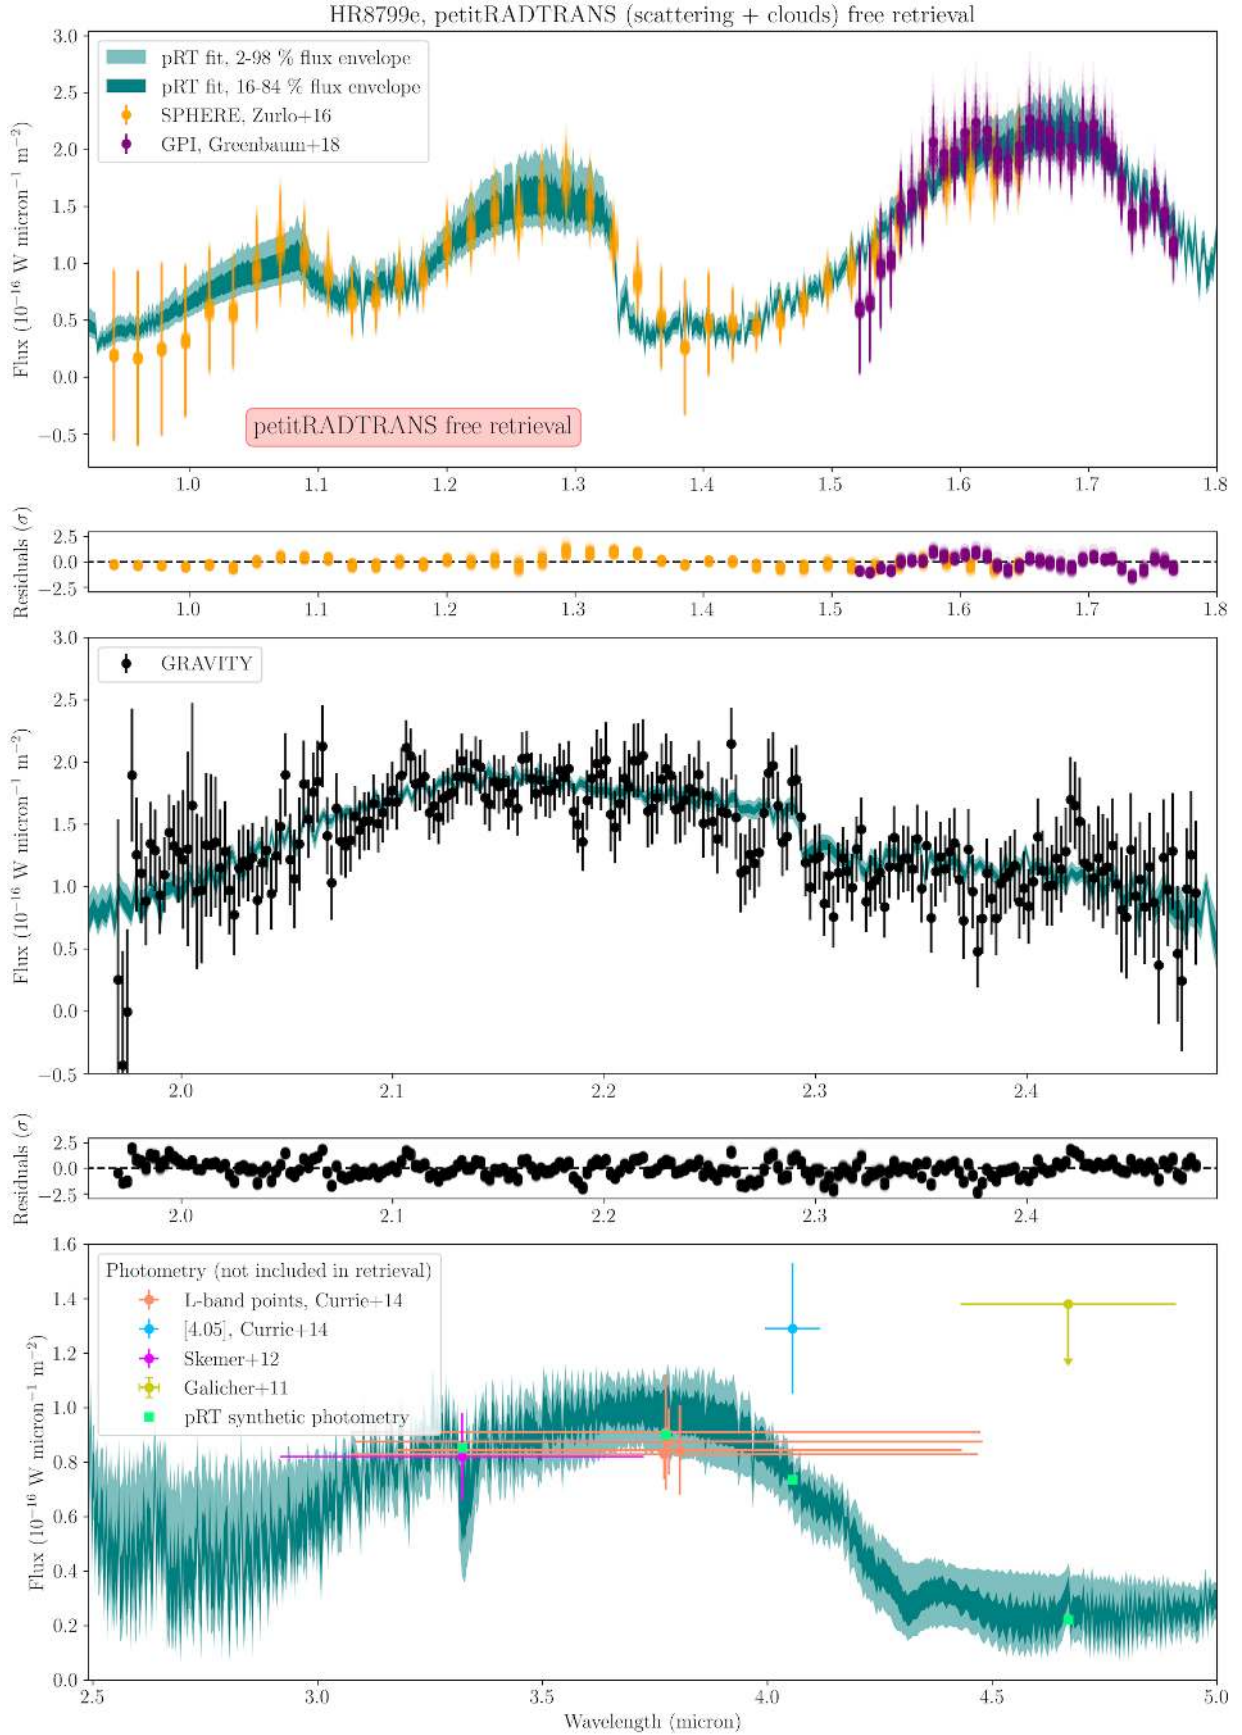 HR8799e, petitRADTRANS (scattering + clouds) free retrieval
3.0
2.5
2.0
1.5
1.0
0.5
0.0
−0.5
Flux (10⁻¹⁶ W micron⁻¹ m⁻²)
pRT fit, 2-98 % flux envelope
pRT fit, 16-84 % flux envelope
SPHERE, Zurlo+16
GPI, Greenbaum+18
petitRADTRANS free retrieval
1.0 1.1 1.2 1.3 1.4 1.5 1.6 1.7 1.8
Residuals (σ)
2.5
0.0
−2.5
1.0 1.1 1.2 1.3 1.4 1.5 1.6 1.7 1.8
3.0
2.5
2.0
1.5
1.0
0.5
0.0
−0.5
Flux (10⁻¹⁶ W micron⁻¹ m⁻²)
GRAVITY
2.0 2.1 2.2 2.3 2.4
Residuals (σ)
2.5
0.0
−2.5
2.0 2.1 2.2 2.3 2.4
1.6
1.4
1.2
1.0
0.8
0.6
0.4
0.2
0.0
Flux (10⁻¹⁶ W micron⁻¹ m⁻²)
Photometry (not included in retrieval)
L-band points, Currie+14
[4.05], Currie+14
Skemer+12
Galicher+11
pRT synthetic photometry
2.5 3.0 3.5 4.0 4.5 5.0
Wavelength (micron)